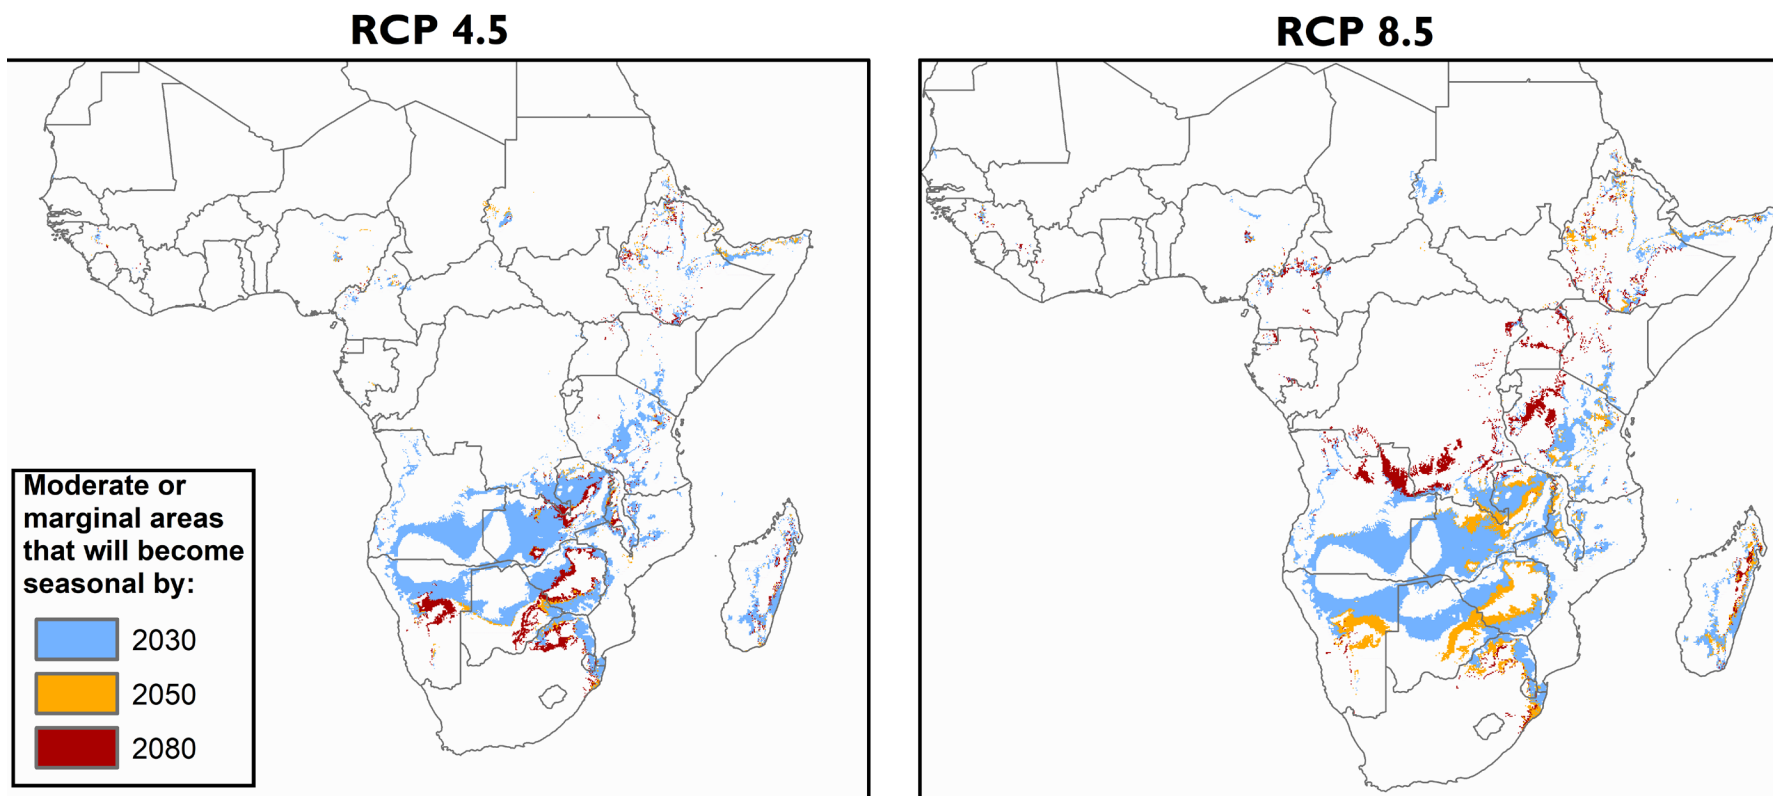 RCP 4.5
RCP 8.5
Moderate or
marginal areas
that will become
seasonal by:
2030
2050
2080